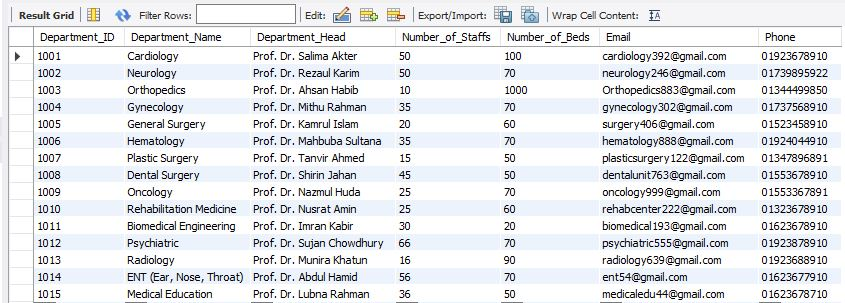 Result Grid Filter Rows: Edit: Export/Import: Wrap Cell Content:
Department_ID Department_Name Department_Head Number_of_Staffs Number_of_Beds Email Phone
1001 Cardiology Prof. Dr. Salima Akter 50 100 cardiology392@gmail.com 01923678910
1002 Neurology Prof. Dr. Rezaul Karim 50 70 neurology246@gmail.com 01739895922
1003 Orthopedics Prof. Dr. Ahsan Habib 10 1000 Orthopedics883@gmail.com 01344499850
1004 Gynecology Prof. Dr. Mithu Rahman 35 70 gynecology302@gmail.com 01737568910
1005 General Surgery Prof. Dr. Kamrul Islam 20 60 surgery406@gmail.com 01523458910
1006 Hematology Prof. Dr. Mahbuba Sultana 35 70 hematology888@gmail.com 01924044910
1007 Plastic Surgery Prof. Dr. Tanvir Ahmed 15 50 plasticsurgery122@gmail.com 01347896891
1008 Dental Surgery Prof. Dr. Shirin Jahan 45 50 dentalunit763@gmail.com 01553678910
1009 Oncology Prof. Dr. Nazmul Huda 25 70 oncology999@gmail.com 01553367891
1010 Rehabilitation Medicine Prof. Dr. Nusrat Amin 25 60 rehabcenter222@gmail.com 01323678910
1011 Biomedical Engineering Prof. Dr. Imran Kabir 30 20 biomedical193@gmail.com 01623678910
1012 Psychiatric Prof. Dr. Sujan Chowdhury 66 70 psychiatric555@gmail.com 01923878910
1013 Radiology Prof. Dr. Munira Khatun 16 90 radiology639@gmail.com 01923688910
1014 ENT (Ear, Nose, Throat) Prof. Dr. Abdul Hamid 56 70 ent54@gmail.com 01623677910
1015 Medical Education Prof. Dr. Lubna Rahman 36 50 medicaledu44@gmail.com 01623678710